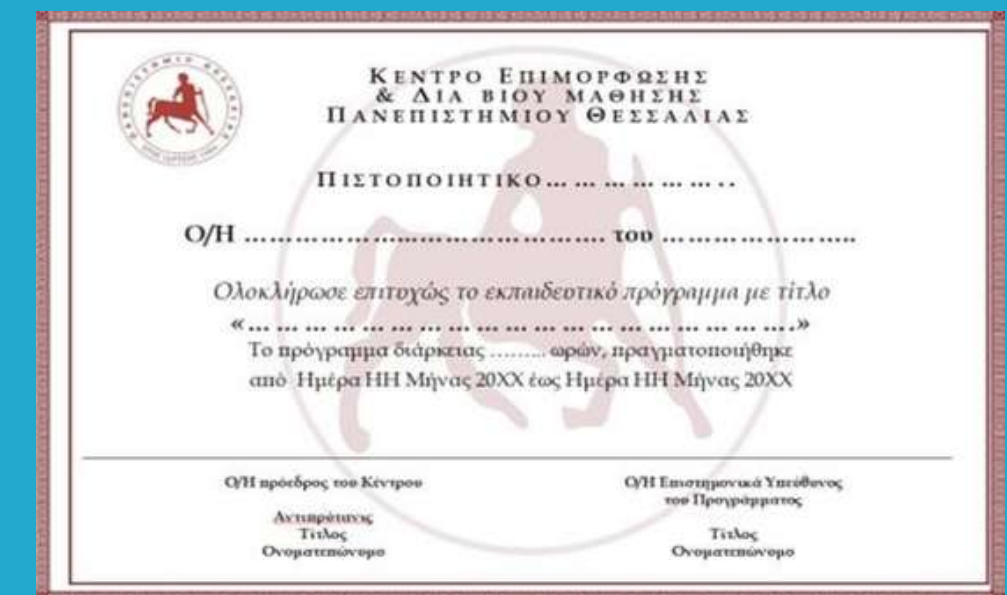 ΠΑΝΕΠΙΣΤΗΜΙΟ ΘΕΣΣΑΛΙΑΣ
ΚΕΝΤΡΟ ΕΠΙΜΟΡΦΩΣΗΣ
& ΔΙΑ ΒΙΟΥ ΜΑΘΗΣΗΣ
ΠΑΝΕΠΙΣΤΗΜΙΟΥ ΘΕΣΣΑΛΙΑΣ
ΠΙΣΤΟΠΟΙΗΤΙΚΟ... ... ... ... ... ... . .
Ο/Η ................................................ του ..........................
Ολοκλήρωσε επιτυχώς το εκπαιδευτικό πρόγραμμα με τίτλο
«... ... ... ... ... ... ... ... ... ... ... ... ... ... ... ... ... ... ....»
Το πρόγραμμα διάρκειας ......... ωρών, πραγματοποιήθηκε
από Ημέρα ΗΗ Μήνας 20ΧΧ έως Ημέρα ΗΗ Μήνας 20ΧΧ
Ο/Η πρόεδρος του Κέντρου
Αντιπρύτανις
Τίτλος
Ονοματεπώνυμο
Ο/Η Επιστημονικά Υπεύθυνος
του Προγράμματος
Τίτλος
Ονοματεπώνυμο